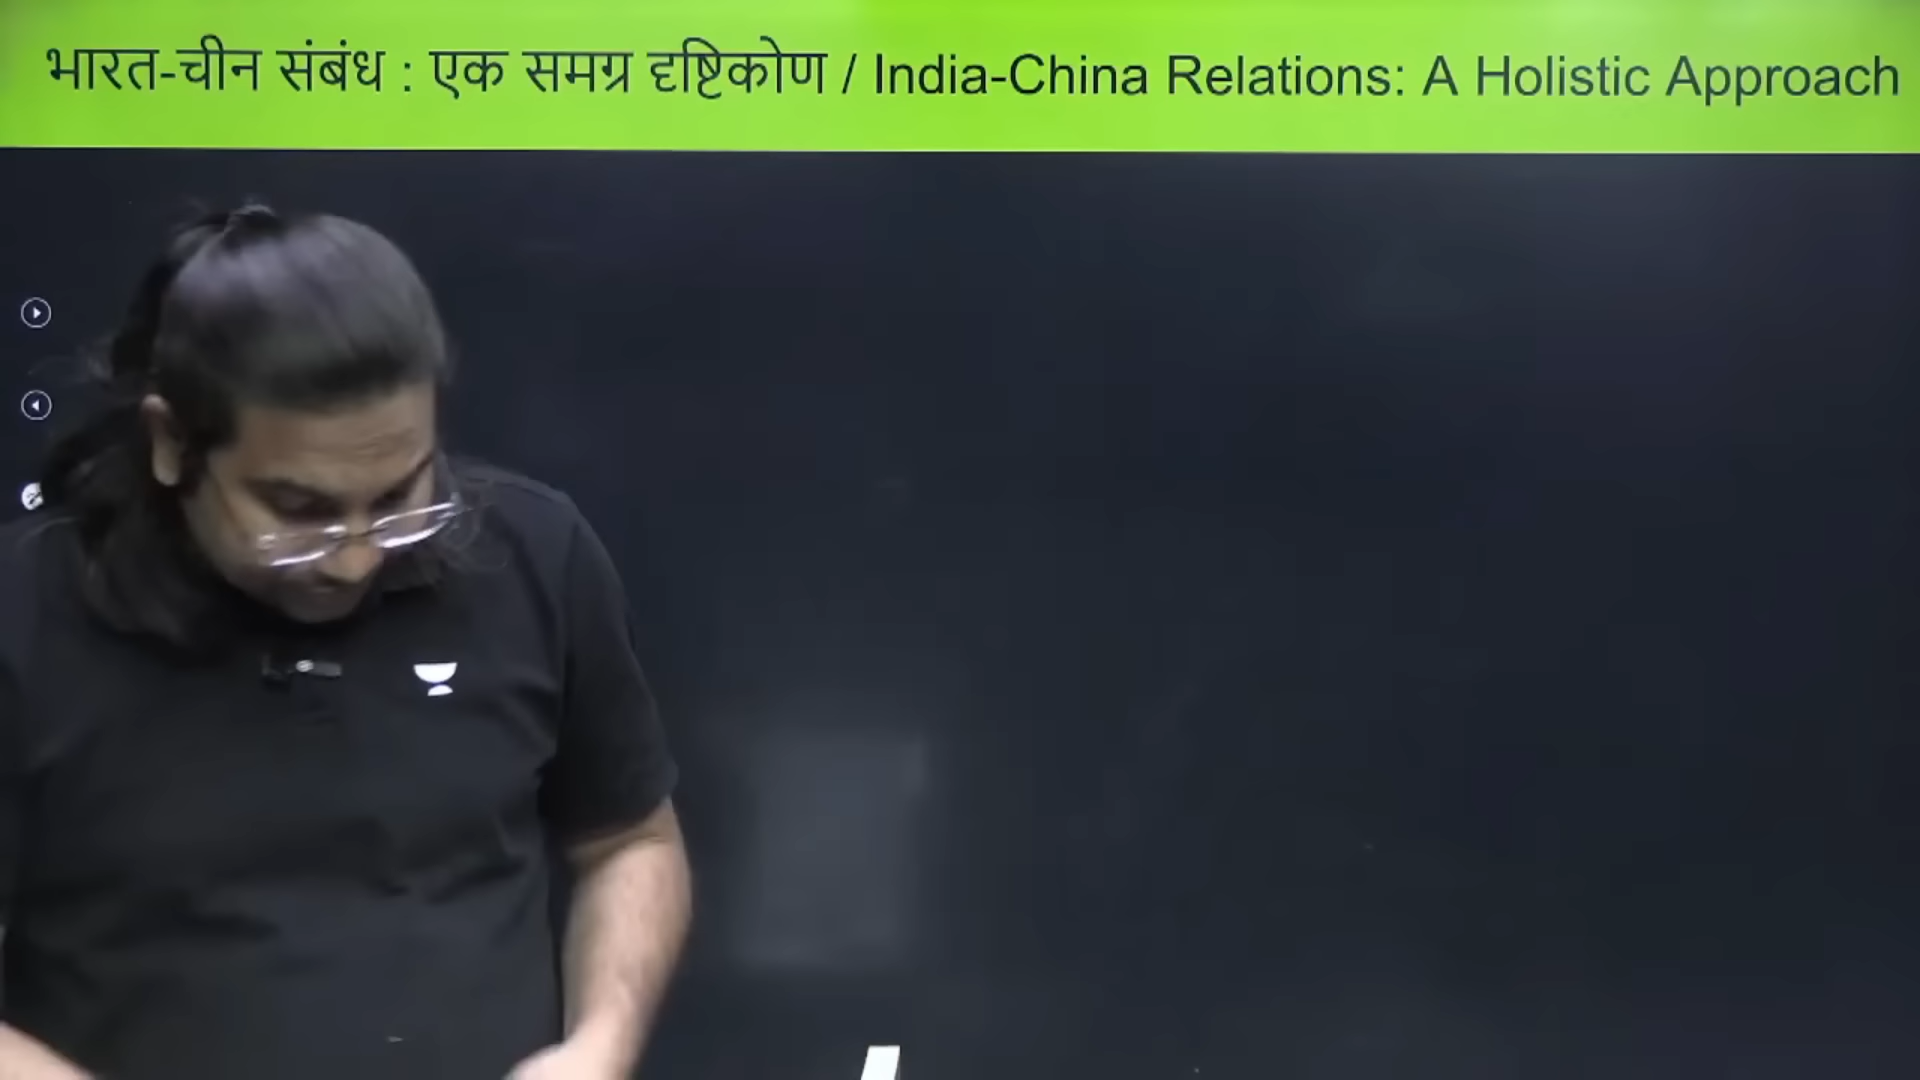 भारत-चीन संबंध : एक समग्र दृष्टिकोण / India-China Relations: A Holistic Approach